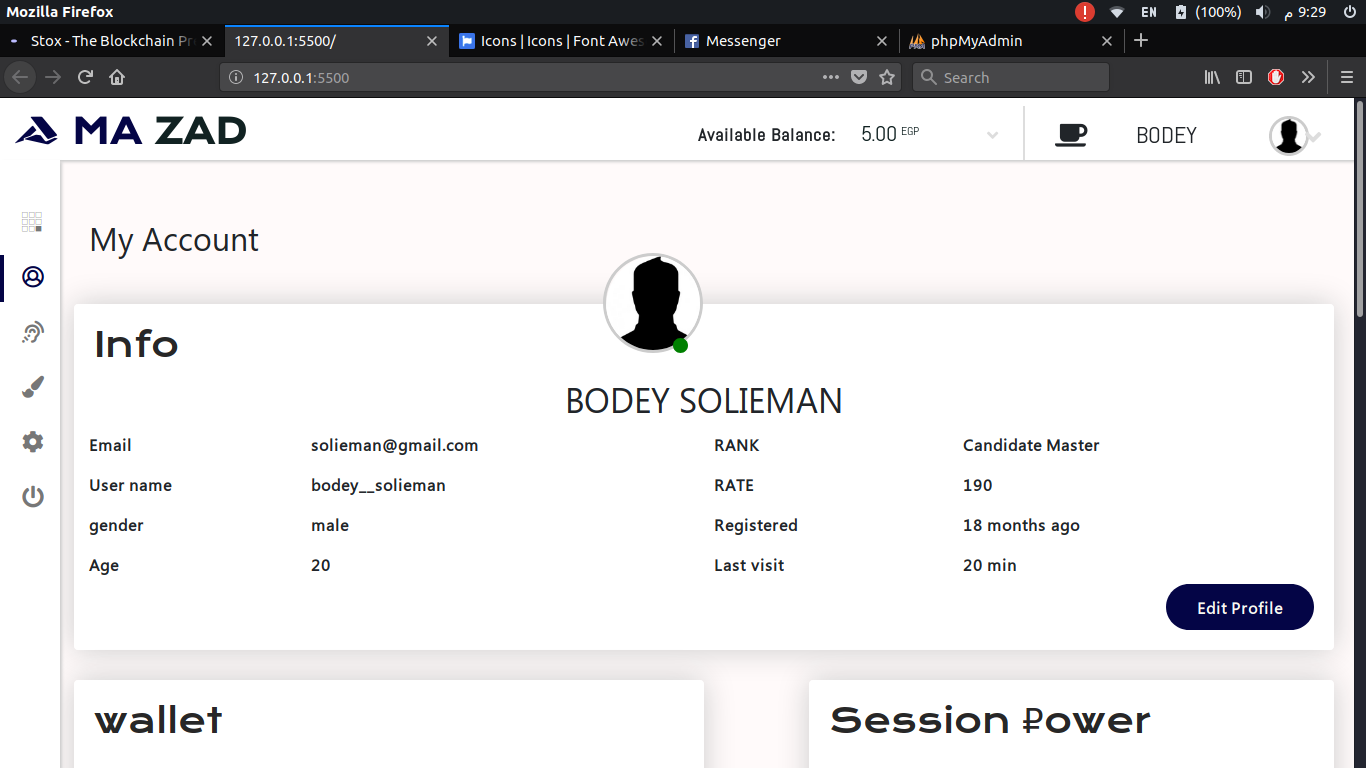 Mozilla Firefox
EN (100%) 9:29 م
Stox - The Blockchain Pr
127.0.0.1:5500/
Icons | Icons | Font Awes
Messenger
phpMyAdmin
127.0.0.1:5500
Search
MA ZAD
Available Balance: 5.00 EGP
BODEY
My Account
Info
BODEY SOLIEMAN
Email solieman@gmail.com RANK Candidate Master
User name bodey__solieman RATE 190
gender male Registered 18 months ago
Age 20 Last visit 20 min
Edit Profile
wallet
Session ₽ower